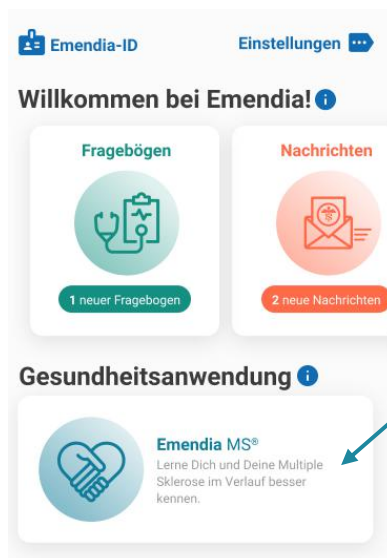 Emendia-ID
Einstellungen
Willkommen bei Emendia!
Fragebögen
Nachrichten
1 neuer Fragebogen
2 neue Nachrichten
Gesundheitsanwendung
Emendia MS®
Lerne Dich und Deine Multiple
Sklerose im Verlauf besser
kennen.